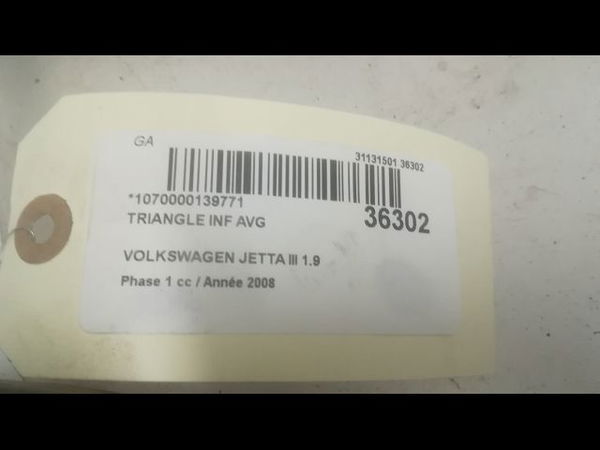 GA
31131501 36302
*1070000139771
36302
TRIANGLE INF AVG
VOLKSWAGEN JETTA III 1.9
Phase 1 cc / Année 2008